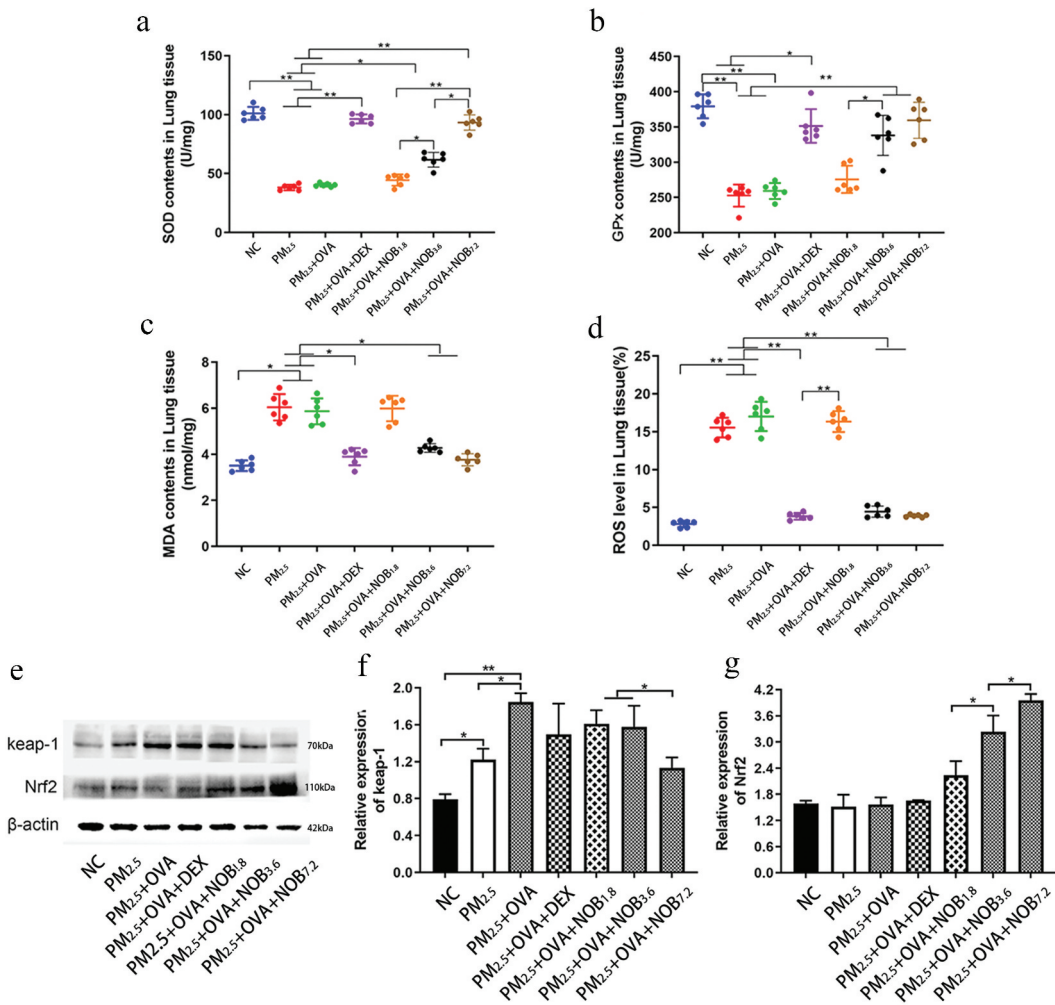 a
SOD contents in Lung tissue
(U/mg)
150
100
50
0
**
*
**
**
**
*
*
NC
PM2.5
PM2.5+OVA
PM2.5+OVA+DEX
PM2.5+OVA+NOB1.8
PM2.5+OVA+NOB3.6
PM2.5+OVA+NOB7.2
b
GPx contents in Lung tissue
(U/mg)
450
400
350
300
250
200
*
**
**
**
*
NC
PM2.5
PM2.5+OVA
PM2.5+OVA+DEX
PM2.5+OVA+NOB1.8
PM2.5+OVA+NOB3.6
PM2.5+OVA+NOB7.2
c
MDA contents in Lung tissue
(nmol/mg)
8
6
4
2
0
*
*
*
NC
PM2.5
PM2.5+OVA
PM2.5+OVA+DEX
PM2.5+OVA+NOB1.8
PM2.5+OVA+NOB3.6
PM2.5+OVA+NOB7.2
d
ROS level in Lung tissue(%)
25
20
15
10
5
0
**
**
**
**
NC
PM2.5
PM2.5+OVA
PM2.5+OVA+DEX
PM2.5+OVA+NOB1.8
PM2.5+OVA+NOB3.6
PM2.5+OVA+NOB7.2
e
keap-1
70kDa
Nrf2
110kDa
β-actin
42kDa
NC
PM2.5
PM2.5+OVA
PM2.5+OVA+DEX
PM2.5+OVA+NOB1.8
PM2.5+OVA+NOB3.6
PM2.5+OVA+NOB7.2
f
Relative expression
of keap-1
2.0
1.6
1.2
0.8
0.4
0.0
**
*
*
*
NC
PM2.5
PM2.5+OVA
PM2.5+OVA+DEX
PM2.5+OVA+NOB1.8
PM2.5+OVA+NOB3.6
PM2.5+OVA+NOB7.2
g
Relative expression
of Nrf2
4.2
3.6
3.0
2.4
1.8
1.2
0.6
0.0
*
*
NC
PM2.5
PM2.5+OVA
PM2.5+OVA+DEX
PM2.5+OVA+NOB1.8
PM2.5+OVA+NOB3.6
PM2.5+OVA+NOB7.2